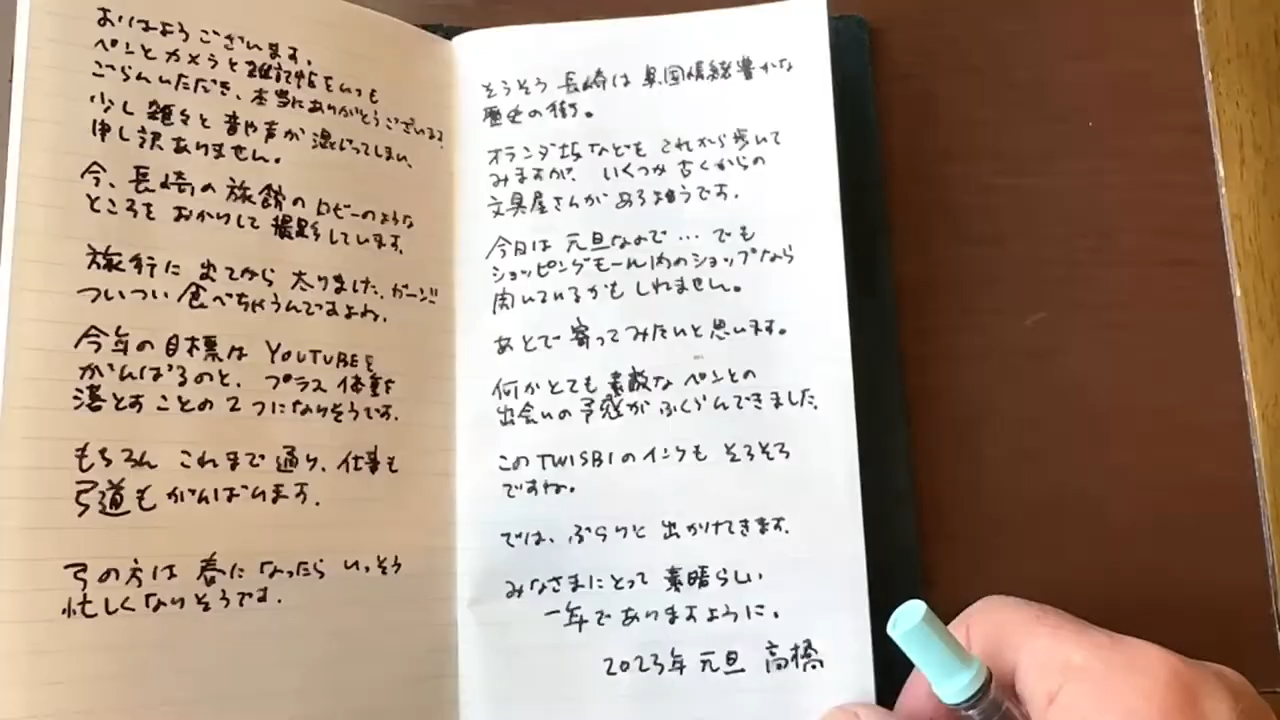 おはようございます。
ペンとカメラと雑記帖をいつも
ごらんいただき、本当にありがとうございます。
少し雑々と音や声が混じってしまい、
申し訳ありません。
今、長崎の旅館のロビーのような
ところをおかりして撮影しています。
旅行に出てから太りました、ガーン!!
ついつい食べちゃうんですよね。
今年の目標は YOUTUBEを
がんばるのと、プラス体重を
落とすことの2つになりそうです。
もちろん これまで通り、仕事も
弓道もがんばります。
弓の方は 春になったら いっそう
忙しくなりそうです。
そうそう 長崎は 異国情緒豊かな
歴史の街。
オランダ坂なども これから歩いて
みますが、いくつか古くからの
文具屋さんが あるようです。
今日は 元旦なので… でも
ショッピングモール内のショップなら
開いているかもしれません。
あとで 寄ってみたいと思います。
何かとても 素敵な ペンとの
出会いの予感が ふくらんできました。
このTWISBIのインクも そろそろ
ですね。
では、ぶらりと 出かけてきます。
みなさまにとって 素晴らしい
一年でありますように。
2023年 元旦 高橋